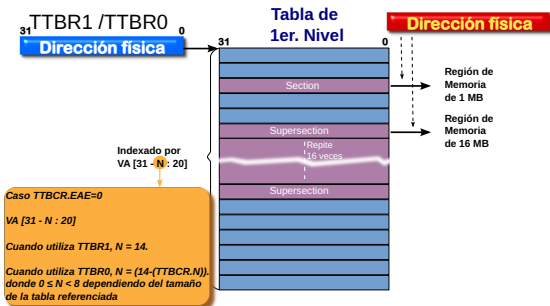 TTBR1 /TTBR0
31
0
Dirección física
Tabla de
1er. Nivel
31
0
Dirección física
Section
Región de
Memoria
de 1 MB
Supersection
Región de
Memoria
de 16 MB
Repite
16 veces
Supersection
Indexado por
VA [31 - N : 20]
Caso TTBCR.EAE=0
VA [31 - N : 20]
Cuando utiliza TTBR1, N = 14.
Cuando utiliza TTBR0, N = (14-(TTBCR.N)).
donde 0 ≤ N < 8 dependiendo del tamaño
de la tabla referenciada